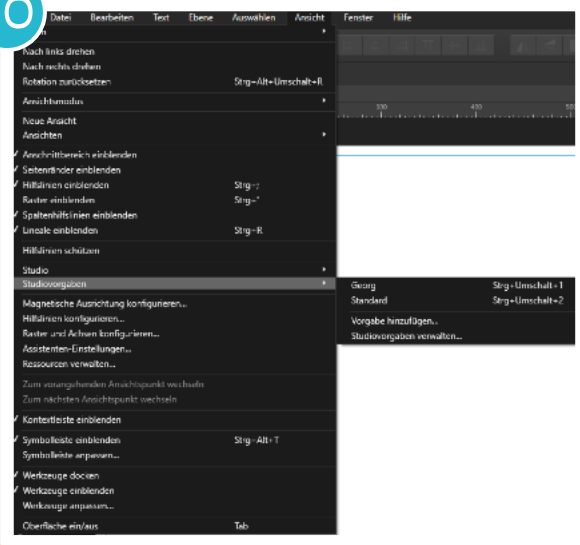 Datei Bearbeiten Text Ebene Auswählen Ansicht Fenster Hilfe
Nach links drehen
Nach rechts drehen
Rotation zurücksetzen Strg+Alt+Umschalt+R
Ansichtsmodus
Neue Ansicht
Ansichten
Anschnittbereich einblenden
Seitenränder einblenden
Hilfslinien einblenden Strg+;
Raster einblenden Strg+"
Spaltenhilfslinien einblenden
Lineale einblenden Strg+R
Hilfslinien schützen
Studio
Studiovorgaben
Georg Strg+Umschalt+1
Standard Strg+Umschalt+2
Vorgabe hinzufügen...
Studiovorgaben verwalten...
Magnetische Ausrichtung konfigurieren...
Hilfslinien konfigurieren...
Raster und Achsen konfigurieren...
Assistenten-Einstellungen...
Ressourcen verwalten...
Zum vorangehenden Ansichtspunkt wechseln
Zum nächsten Ansichtspunkt wechseln
Kontextleiste einblenden
Symbolleiste einblenden Strg+Alt+T
Symbolleiste anpassen...
Werkzeuge docken
Werkzeuge einblenden
Werkzeuge anpassen...
Oberfläche ein/aus Tab